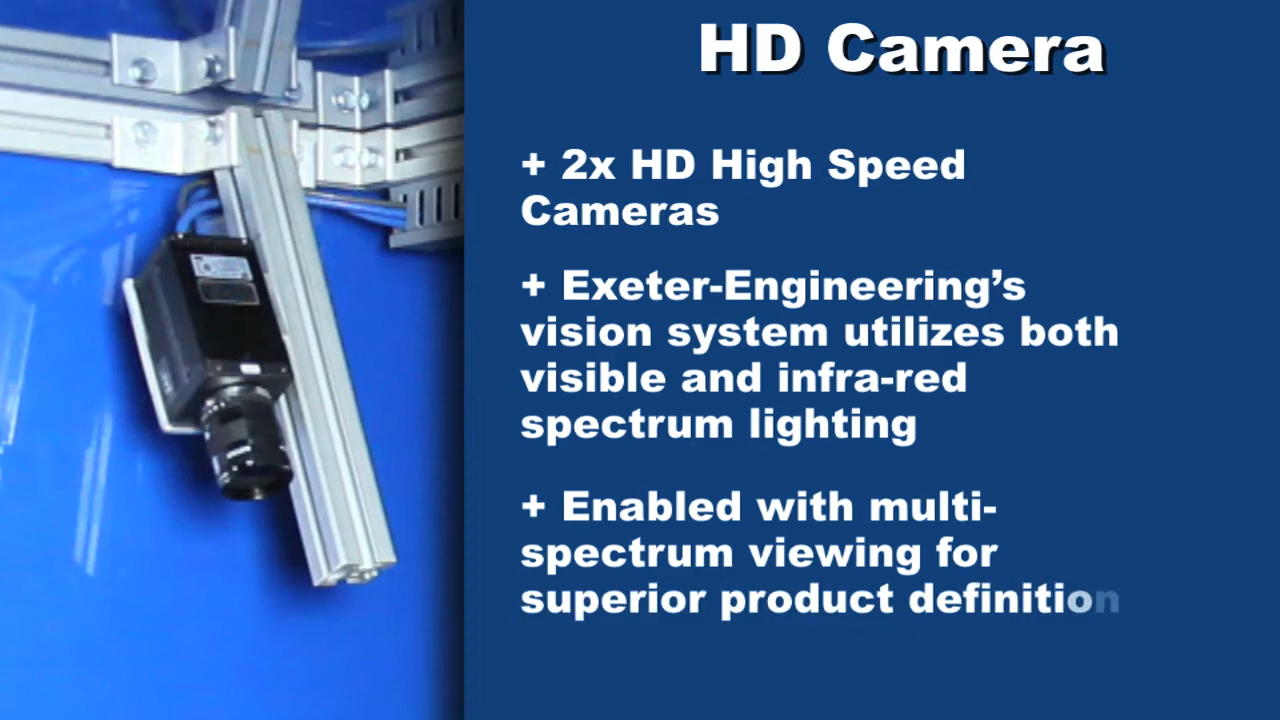 HD Camera
+ 2x HD High Speed
Cameras
+ Exeter-Engineering’s
vision system utilizes both
visible and infra-red
spectrum lighting
+ Enabled with multi-
spectrum viewing for
superior product definition